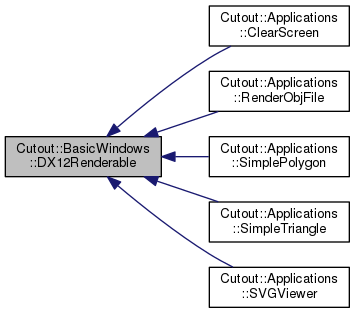 Cutout::Applications
::ClearScreen
Cutout::Applications
::RenderObjFile
Cutout::BasicWindows
::DX12Renderable
Cutout::Applications
::SimplePolygon
Cutout::Applications
::SimpleTriangle
Cutout::Applications
::SVGViewer